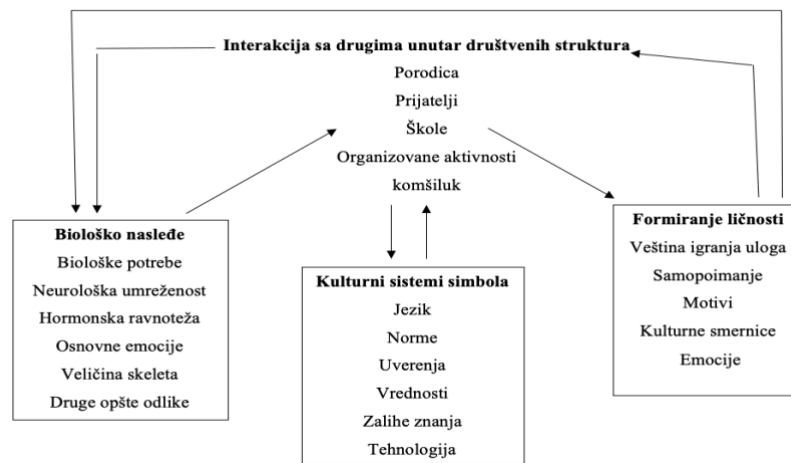 Interakcija sa drugima unutar društvenih struktura
Porodica
Prijatelji
Škole
Organizovane aktivnosti
komšiluk
Biološko nasleđe
Biološke potrebe
Neurološka umreženost
Hormonska ravnoteža
Osnovne emocije
Veličina skeleta
Druge opšte odlike
Kulturni sistemi simbola
Jezik
Norme
Uverenja
Vrednosti
Zalihe znanja
Tehnologija
Formiranje ličnosti
Veština igranja uloga
Samopoimanje
Motivi
Kulturne smernice
Emocije